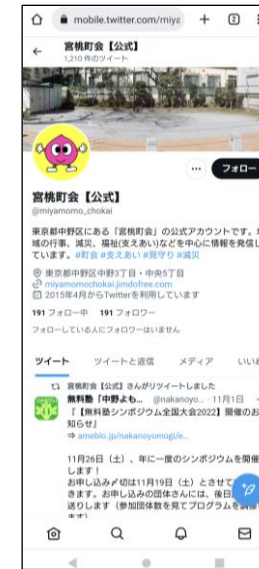 mobile.twitter.com/miya
2
宮桃町会【公式】
1,210 件のツイート
フォロー
宮桃町会【公式】
@miyamomo_chokai
東京都中野区にある「宮桃町会」の公式アカウントです。地
域の行事、減災、福祉(支えあい)などを中心に情報を発信し
ています。#町会 #支えあい #見守り #減災
東京都中野区中野3丁目・中央5丁目
miyamomochokai.jimdofree.com
2015年4月からTwitterを利用しています
191 フォロー中 191 フォロワー
フォローしている人にフォロワーはいません
ツイート ツイートと返信 メディア いいね
宮桃町会【公式】さんがリツイートしました
無料塾「中野よも... @nakanoyo... · 11月1日
「【無料塾シンポジウム全国大会2022】開催のお
知らせ」
⇒ ameblo.jp/nakanoyomogi/e...
11月26日（土）、年に一度のシンポジウムを開催
します！
お申し込み〆切は11月19日（土）とさせて
きます。お申し込みの団体さんには、後日
送りします（参加団体数を見てプログラムを